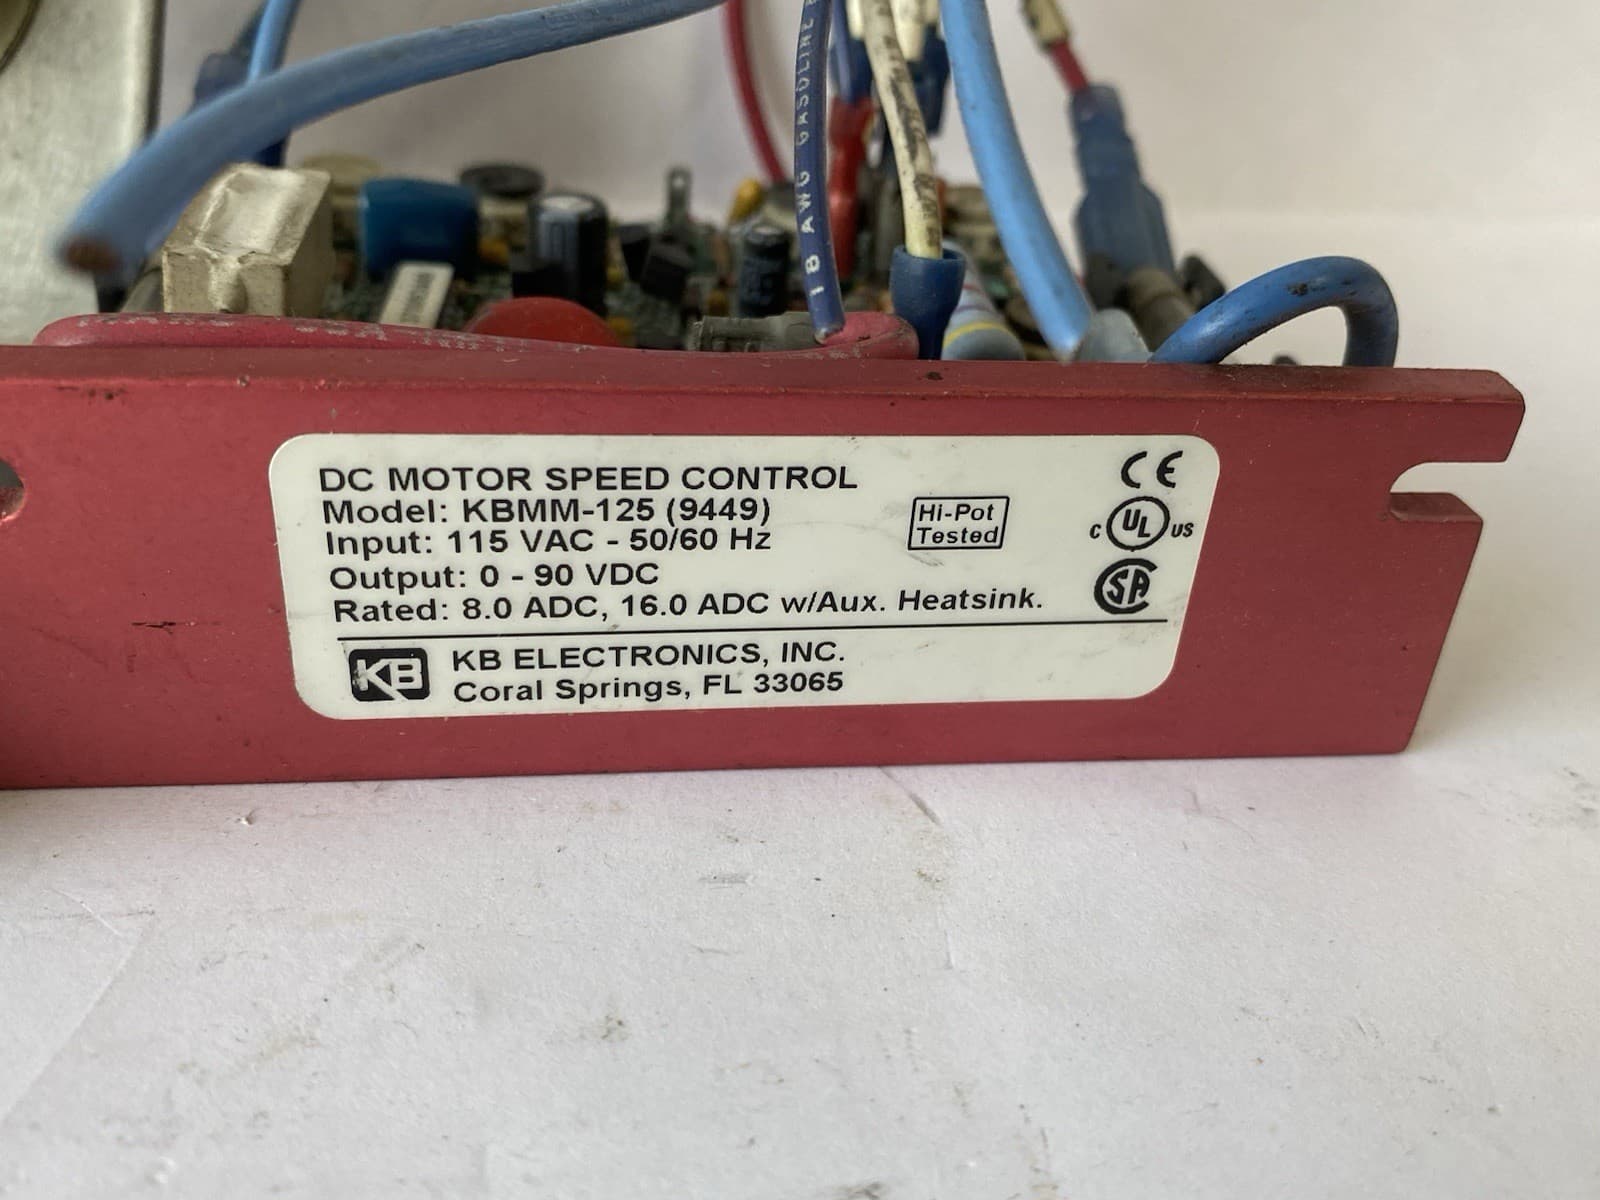 18 AWG GASOLINE
DC MOTOR SPEED CONTROL
Model: KBMM-125 (9449)
Input: 115 VAC - 50/60 Hz
Output: 0 - 90 VDC
Rated: 8.0 ADC, 16.0 ADC w/Aux. Heatsink.
Hi-Pot
Tested
CE
C UL US
SA
KB
KB ELECTRONICS, INC.
Coral Springs, FL 33065